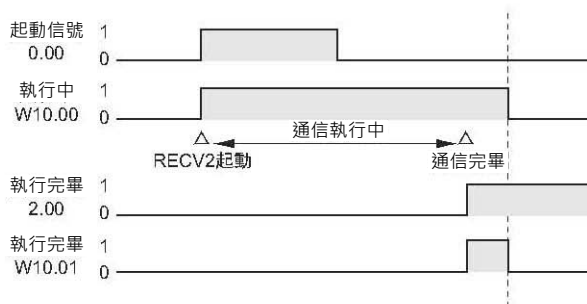 起動信號 1
0.00 0
執行中 1
W10.00 0
通信執行中
RECV2起動 通信完畢
執行完畢 1
2.00 0
執行完畢 1
W10.01 0